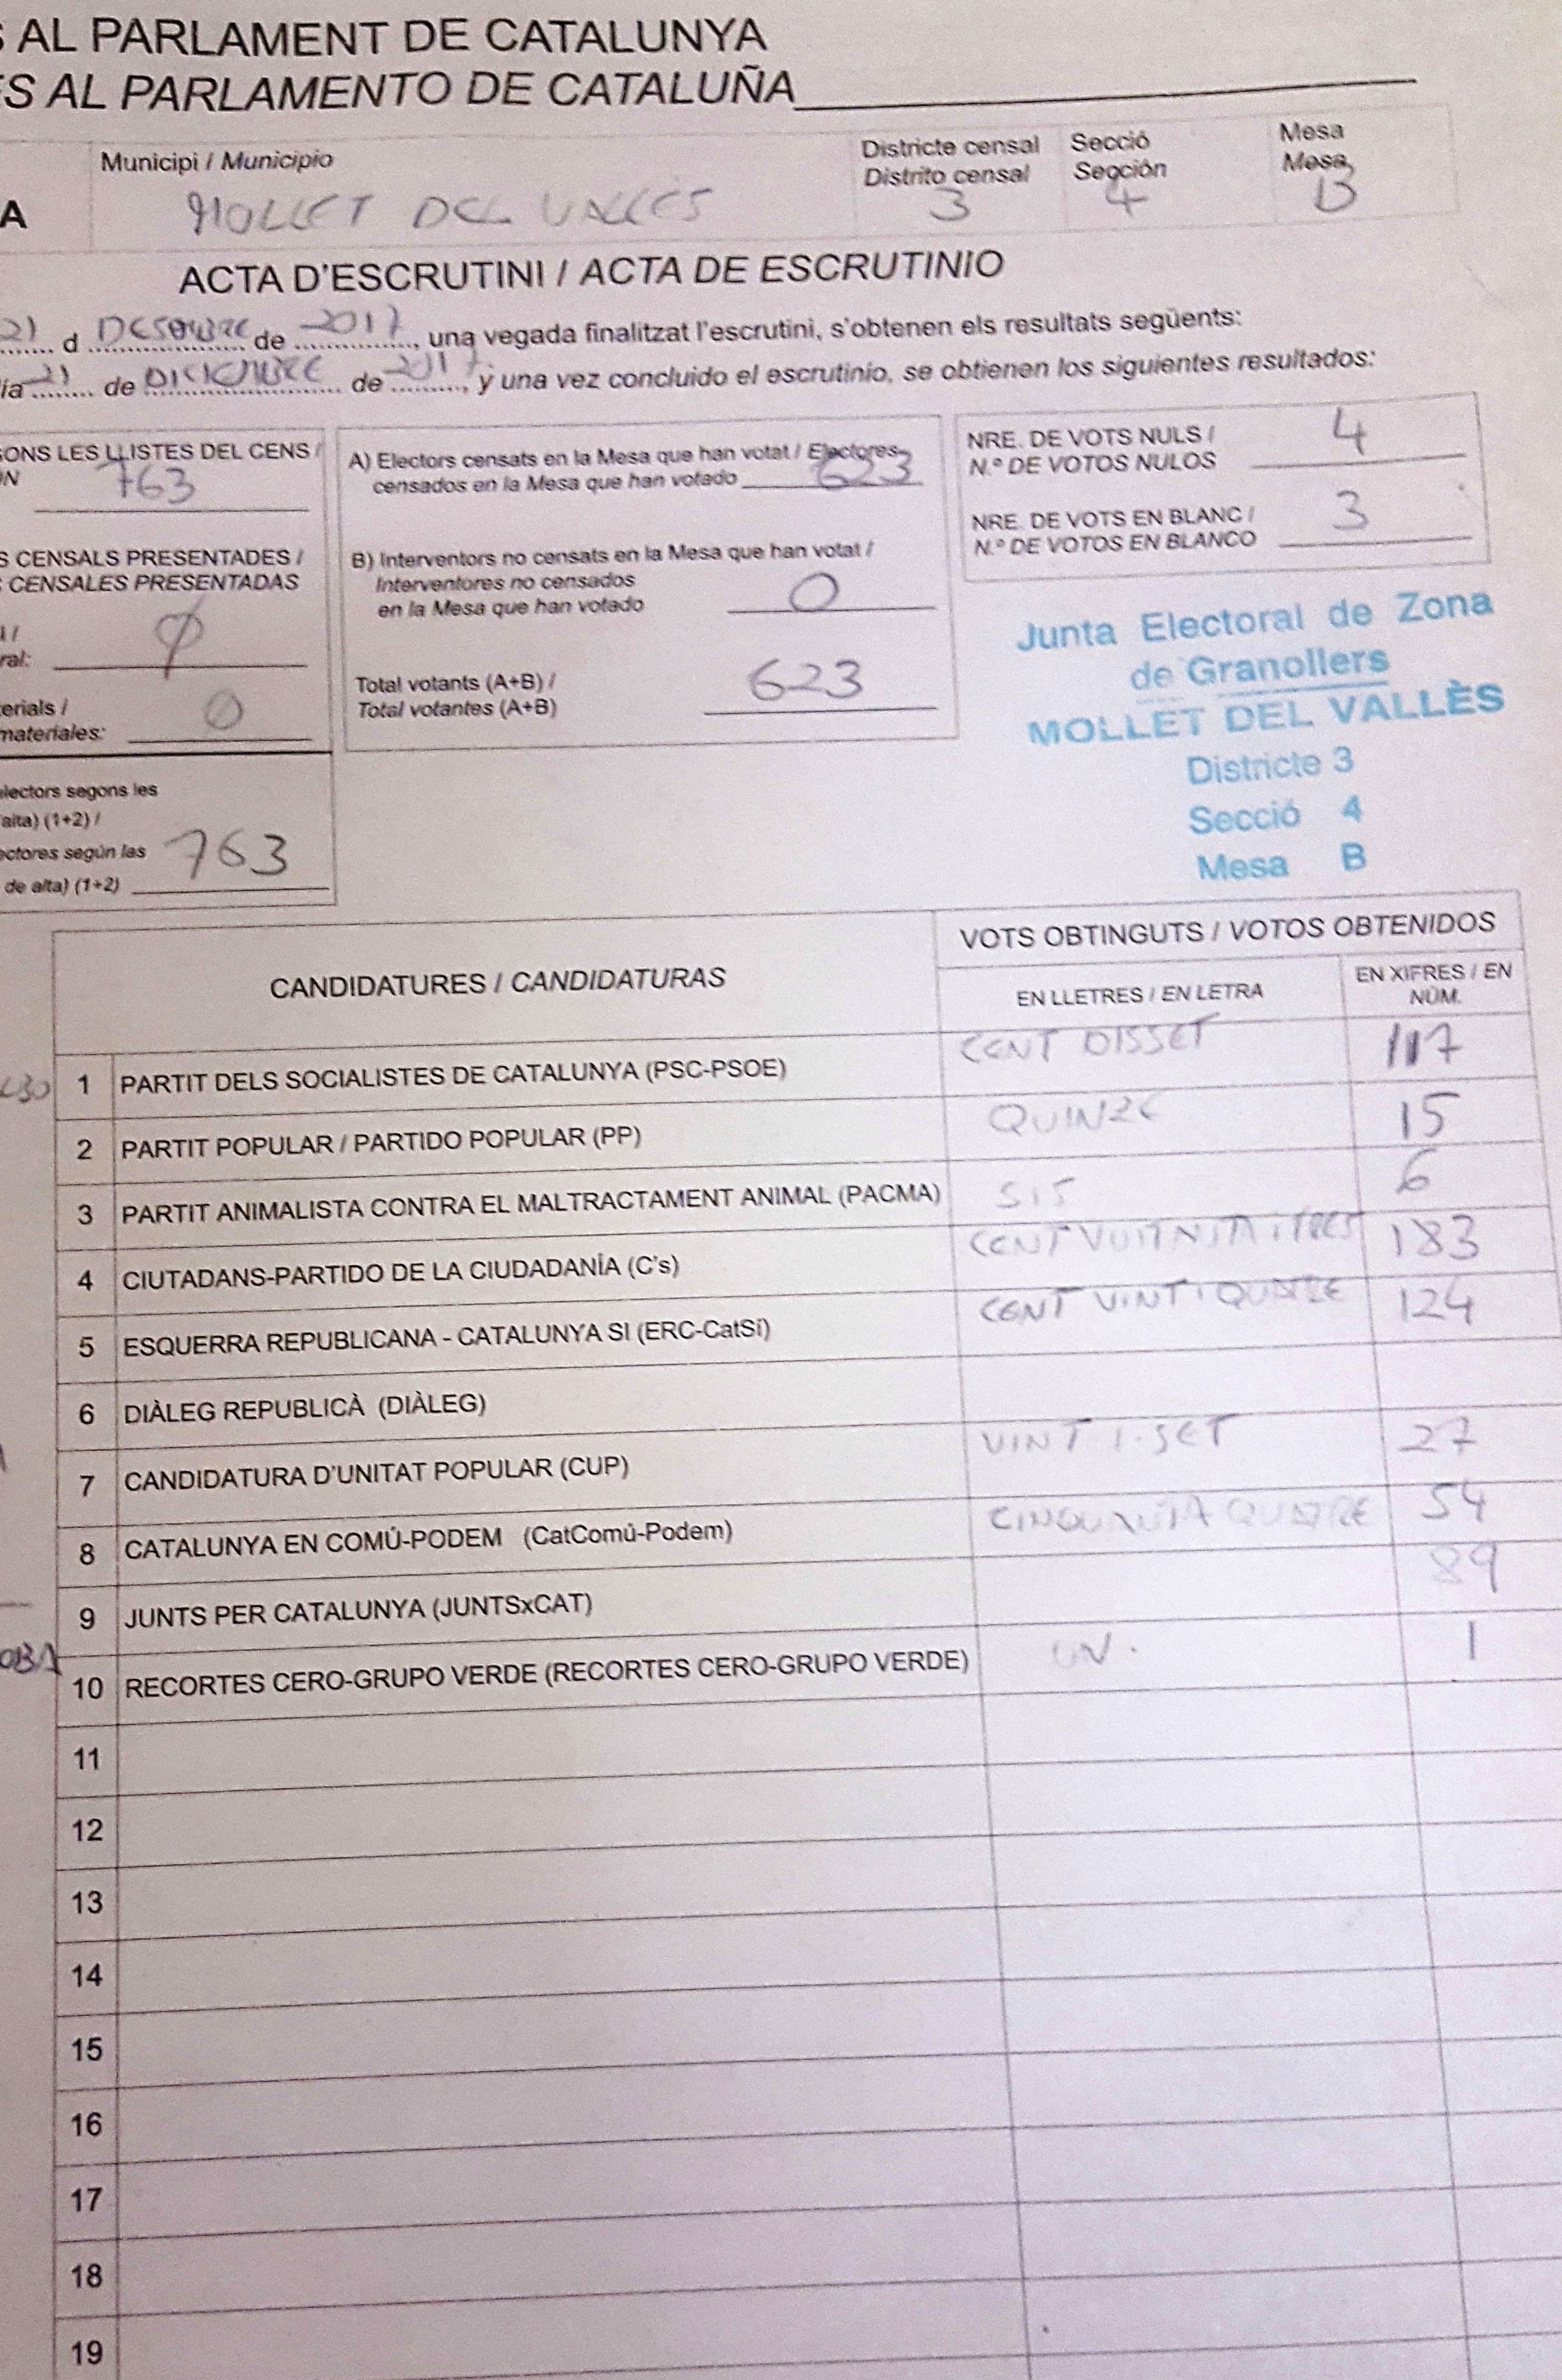 S AL PARLAMENT DE CATALUNYA
ES AL PARLAMENTO DE CATALUÑA
Municipi / Municipio
Districte censal
Distrito censal
Secció
Sección
Mesa
Mesa
A
MOLLET DEL VALLES
3
4
B
ACTA D'ESCRUTINI / ACTA DE ESCRUTINIO
21 d DESEMBRE de 2017, una vegada finalitzat l'escrutini, s'obtenen els resultats següents:
ía 21 de DICIEMBRE de 2017, y una vez concluido el escrutinio, se obtienen los siguientes resultados:
SONS LES LLISTES DEL CENS /
N
763
S CENSALS PRESENTADES /
CENSALES PRESENTADAS
ral:
0
erials /
materiales: 0
electors segons les
alta) (1+2) /
ectores según las
de alta) (1+2)
763
A) Electors censats en la Mesa que han votat / Electores
censados en la Mesa que han votado 623
B) Interventors no censats en la Mesa que han votat /
Interventores no censados
en la Mesa que han votado 0
Total votants (A+B) /
Total votantes (A+B)
623
NRE. DE VOTS NULS /
N.º DE VOTOS NULOS
4
NRE. DE VOTS EN BLANC /
N.º DE VOTOS EN BLANCO
3
Junta Electoral de Zona
de Granollers
MOLLET DEL VALLÈS
Districte 3
Secció 4
Mesa B
CANDIDATURES / CANDIDATURAS
VOTS OBTINGUTS / VOTOS OBTENIDOS
EN LLETRES / EN LETRA
EN XIFRES / EN
NÚM.
1 PARTIT DELS SOCIALISTES DE CATALUNYA (PSC-PSOE) CENT DISSET 117
2 PARTIT POPULAR / PARTIDO POPULAR (PP) QUINZE 15
3 PARTIT ANIMALISTA CONTRA EL MALTRACTAMENT ANIMAL (PACMA) SIS 6
4 CIUTADANS-PARTIDO DE LA CIUDADANÍA (C's) CENT VUITANTA i TRES 183
5 ESQUERRA REPUBLICANA - CATALUNYA SI (ERC-CatSí) CENT VINT i QUATRE 124
6 DIÀLEG REPUBLICÀ (DIÀLEG)
7 CANDIDATURA D'UNITAT POPULAR (CUP) VINT-I-SET 27
8 CATALUNYA EN COMÚ-PODEM (CatComú-Podem) CINQUANTA QUATRE 54
9 JUNTS PER CATALUNYA (JUNTSxCAT) 89
10 RECORTES CERO-GRUPO VERDE (RECORTES CERO-GRUPO VERDE) UN. 1
11
12
13
14
15
16
17
18
19